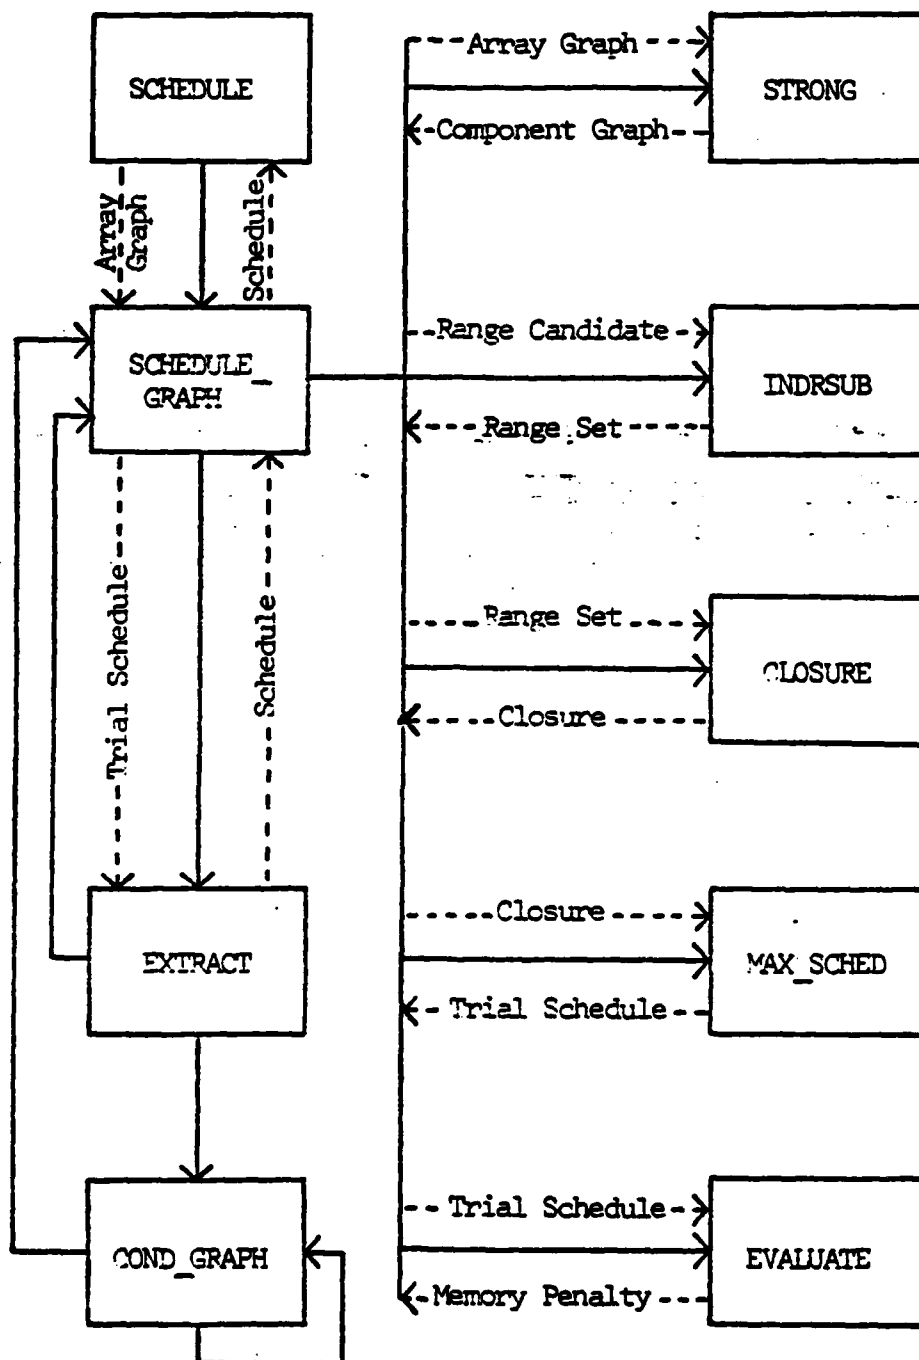 SCHEDULE
Array
Graph
Schedule
SCHEDULE_
GRAPH
Trial Schedule
Schedule
EXTRACT
COND_GRAPH
Array Graph
STRONG
Component Graph
Range Candidate
INDRSUB
Range Set
Range Set
CLOSURE
Closure
Closure
MAX_SCHED
Trial Schedule
Trial Schedule
EVALUATE
Memory Penalty